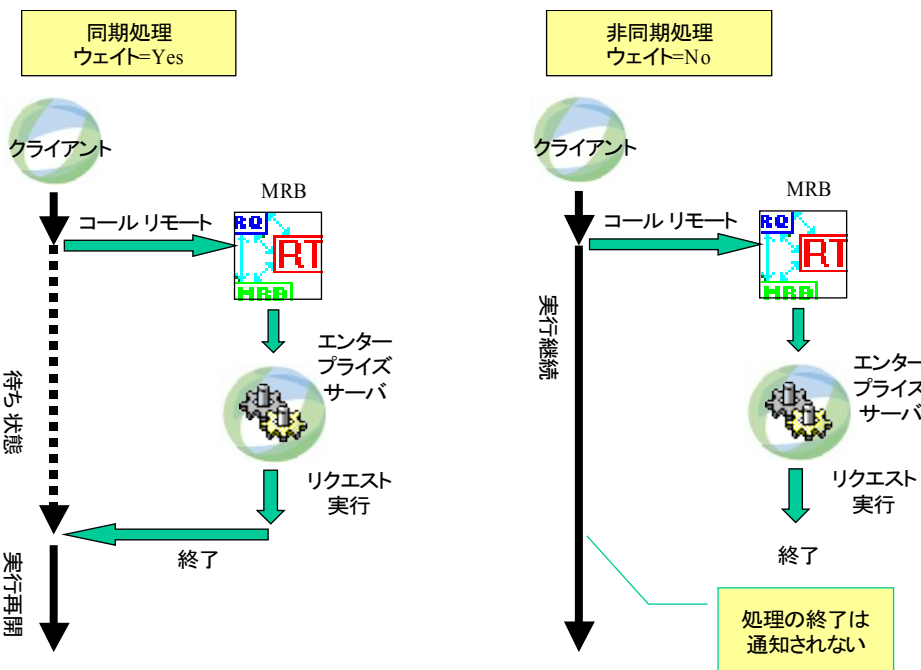 同期処理
ウェイト=Yes
クライアント
MRB
コール リモート
RQ
RT
MRB
エンター
プライズ
サーバ
待ち状態
リクエスト
実行
終了
実行再開
非同期処理
ウェイト=No
クライアント
MRB
コール リモート
RQ
RT
MRB
実行継続
エンター
プライズ
サーバ
リクエスト
実行
終了
処理の終了は
通知されない